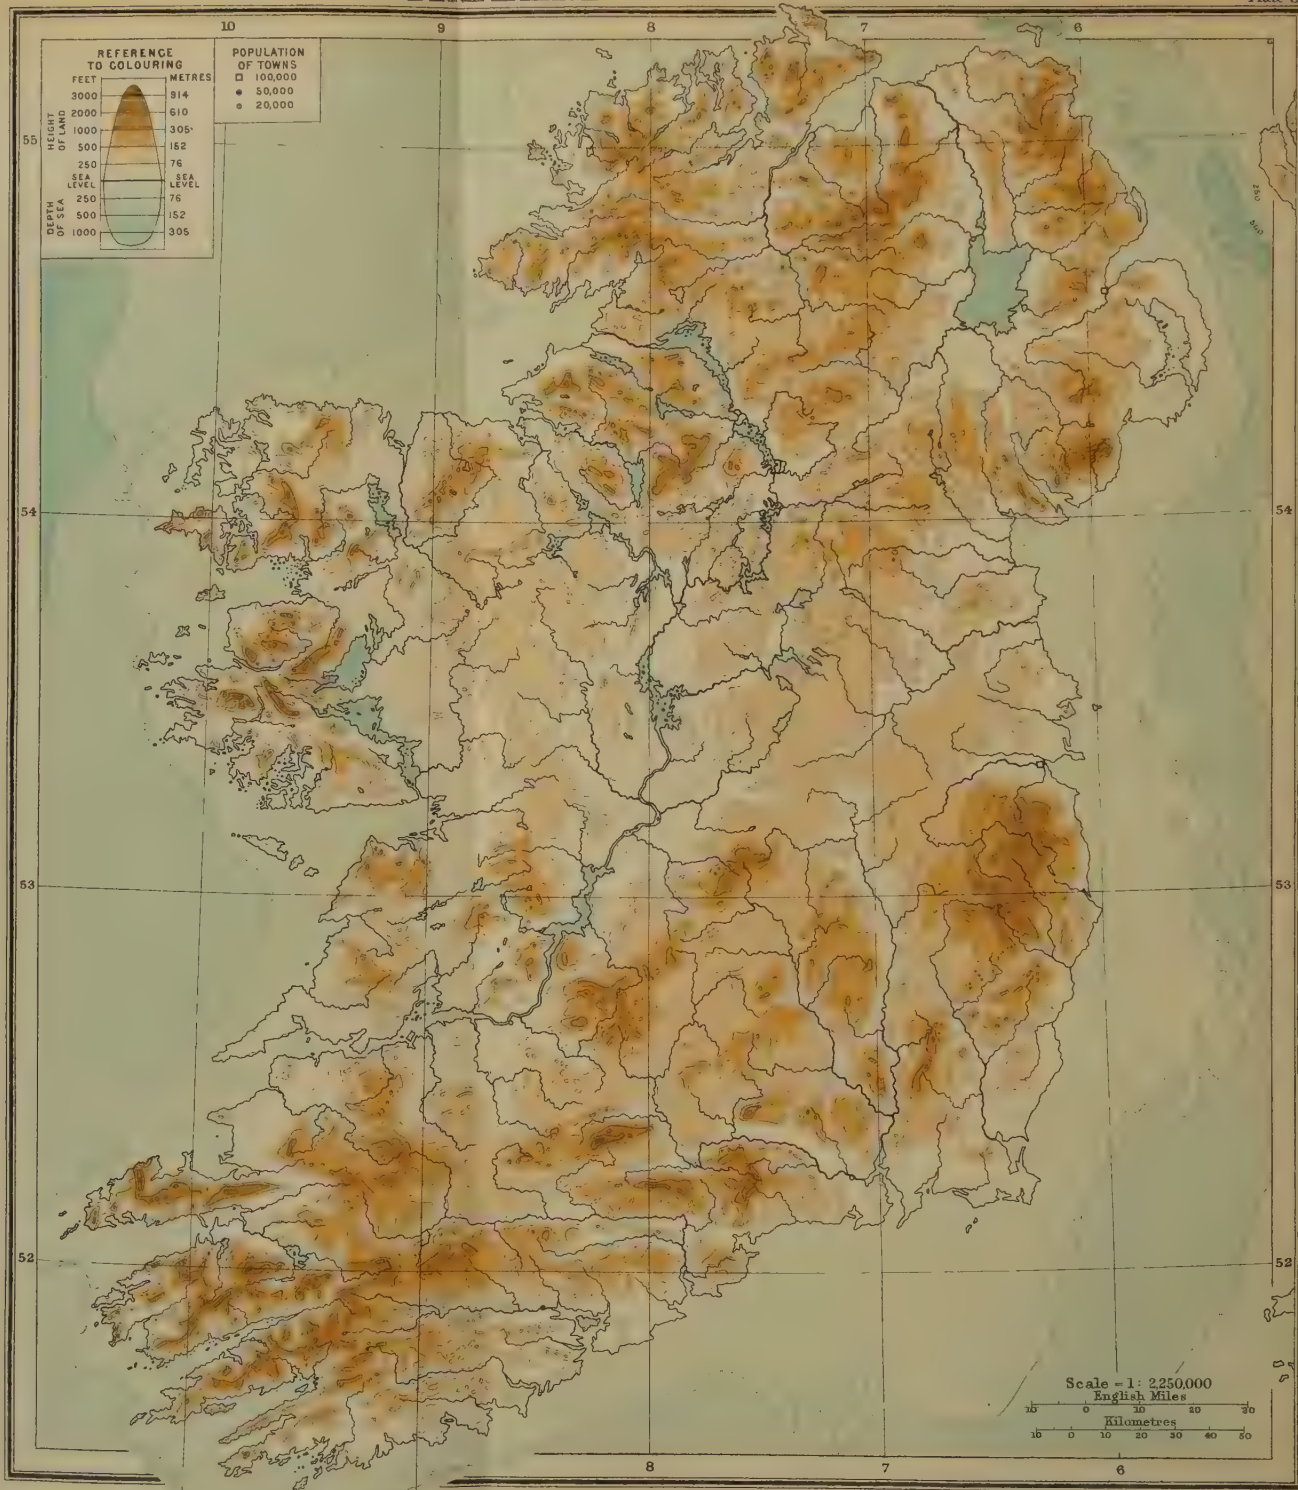 10 9 8 7 6
REFERENCE
TO COLOURING
FEET METRES
3000 914
2000 610
1000 305
500 152
250 76
SEA LEVEL SEA LEVEL
250 76
500 152
1000 305
HEIGHT OF LAND
DEPTH OF SEA
POPULATION
OF TOWNS
100,000
50,000
20,000
55
250
500
54 54
53 53
52 52
Scale = 1: 2,250,000
English Miles
10 0 10 20 30
Kilometres
10 0 10 20 30 40 50
8 7 6